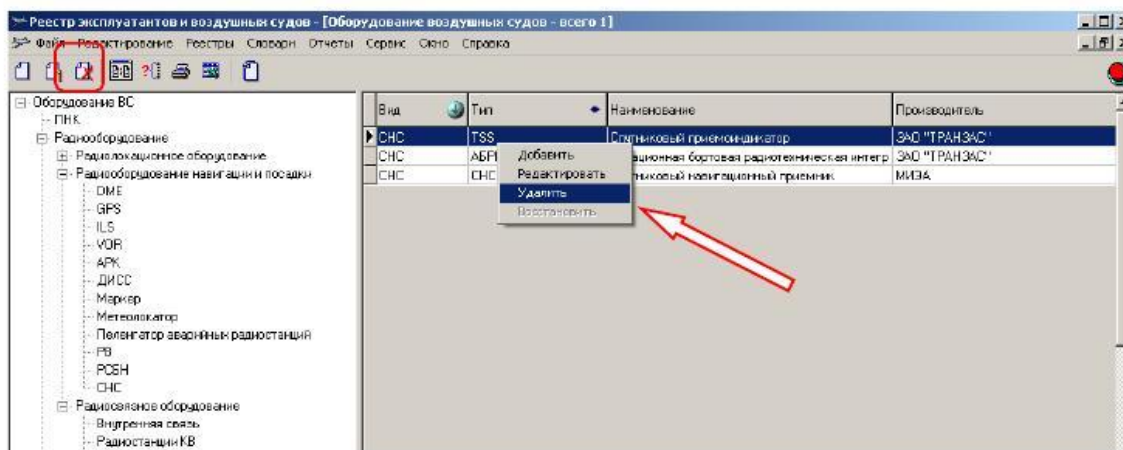 Реестр эксплуатантов и воздушных судов - [Оборудование воздушных судов - всего 1]
Файл Редактирование Реестры Словари Отчеты Сервис Окно Справка
Оборудование ВС
ПНК
Радиооборудование
Радиолокационное оборудование
Радиооборудование навигации и посадки
DME
GPS
ILS
VOR
АРК
ДИСС
Маркер
Метеолокатор
Пеленгатор аварийных радиостанций
РВ
РСБН
СНС
Радиосвязное оборудование
Внутренняя связь
Радиостанции КВ
Вид Тип Наименование Производитель
СНС TSS Спутниковый приемоиндикатор ЗАО "ТРАНЗАС"
СНС АБРИ ационная бортовая радиотехническая интегр ЗАО "ТРАНЗАС"
СНС СНС никовый навигационный приемник МИЭА
Добавить
Редактировать
Удалить
Восстановить